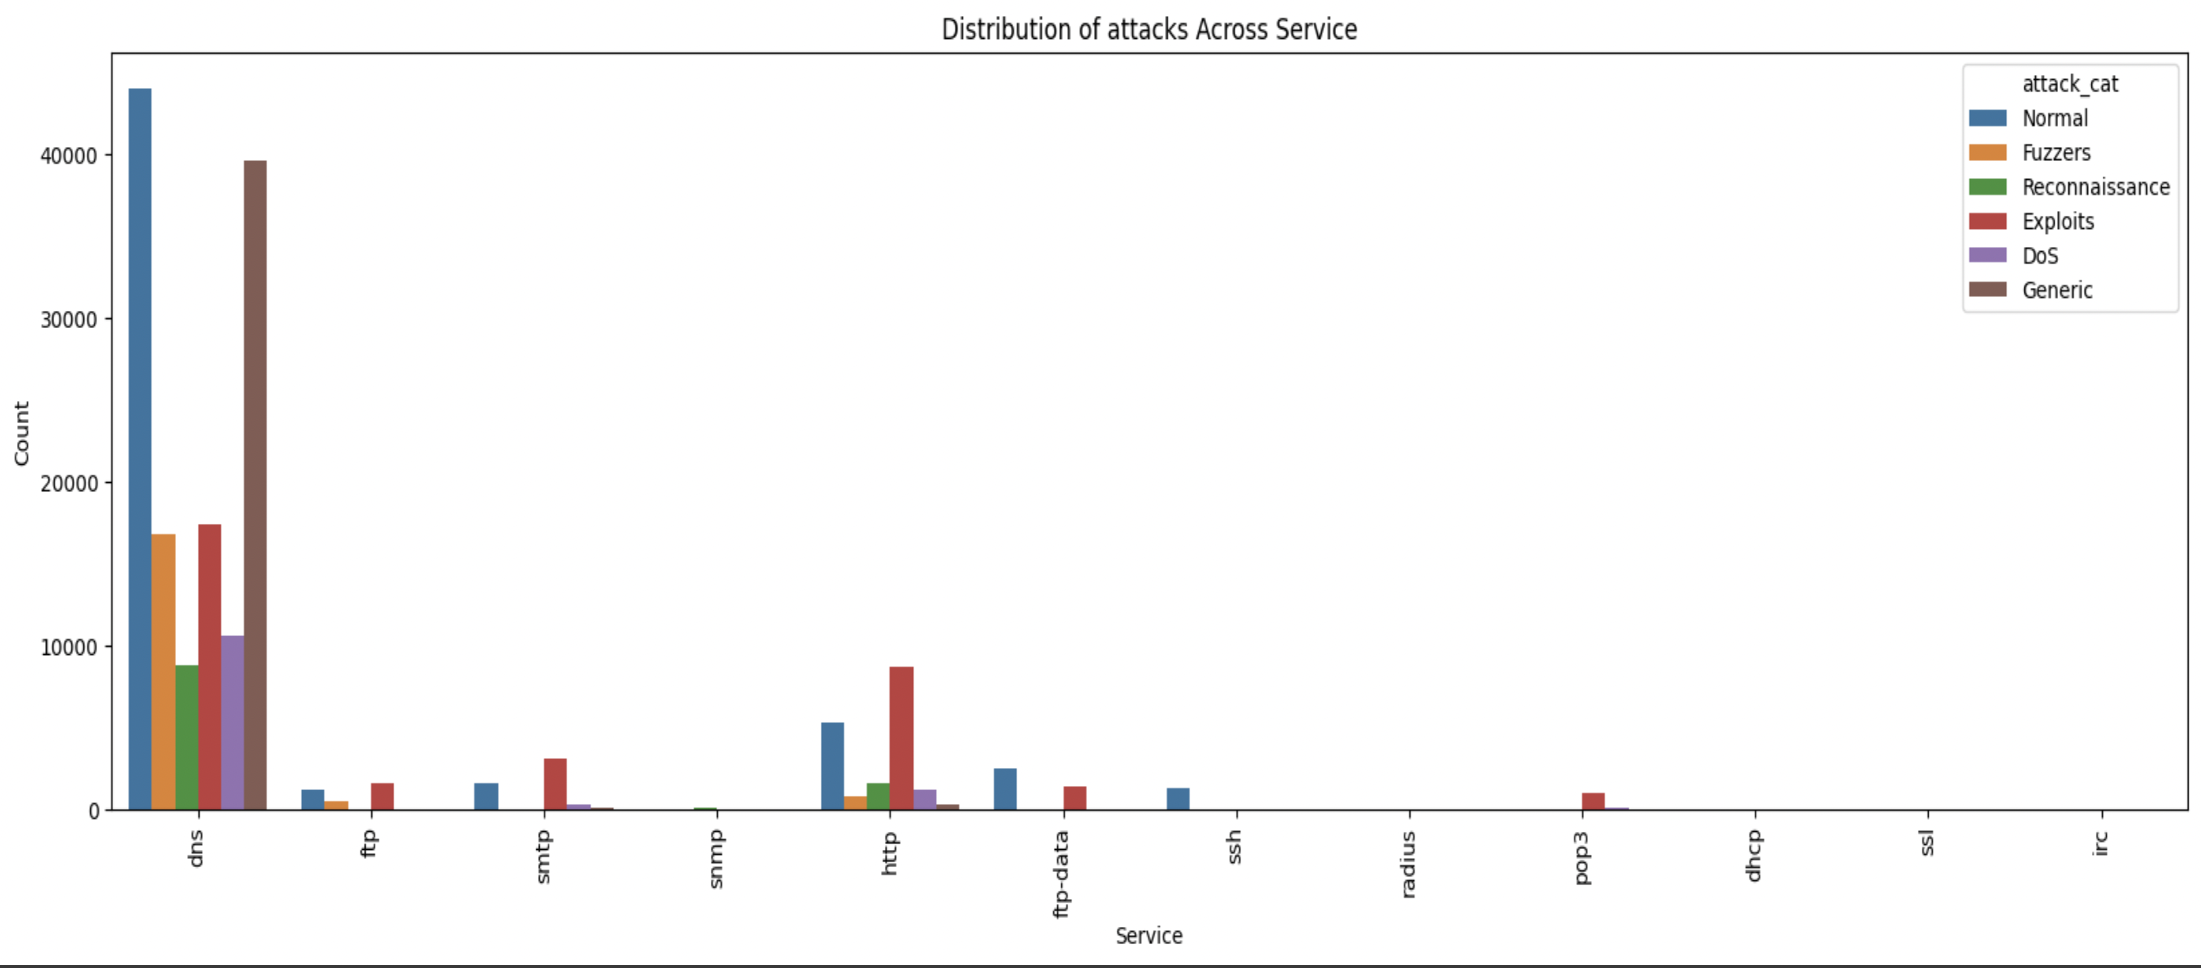 Distribution of attacks Across Service
attack_cat
Normal
Fuzzers
Reconnaissance
Exploits
DoS
Generic
Count
40000
30000
20000
10000
0
dns
ftp
smtp
snmp
http
ftp-data
ssh
radius
pop3
dhcp
ssl
irc
Service